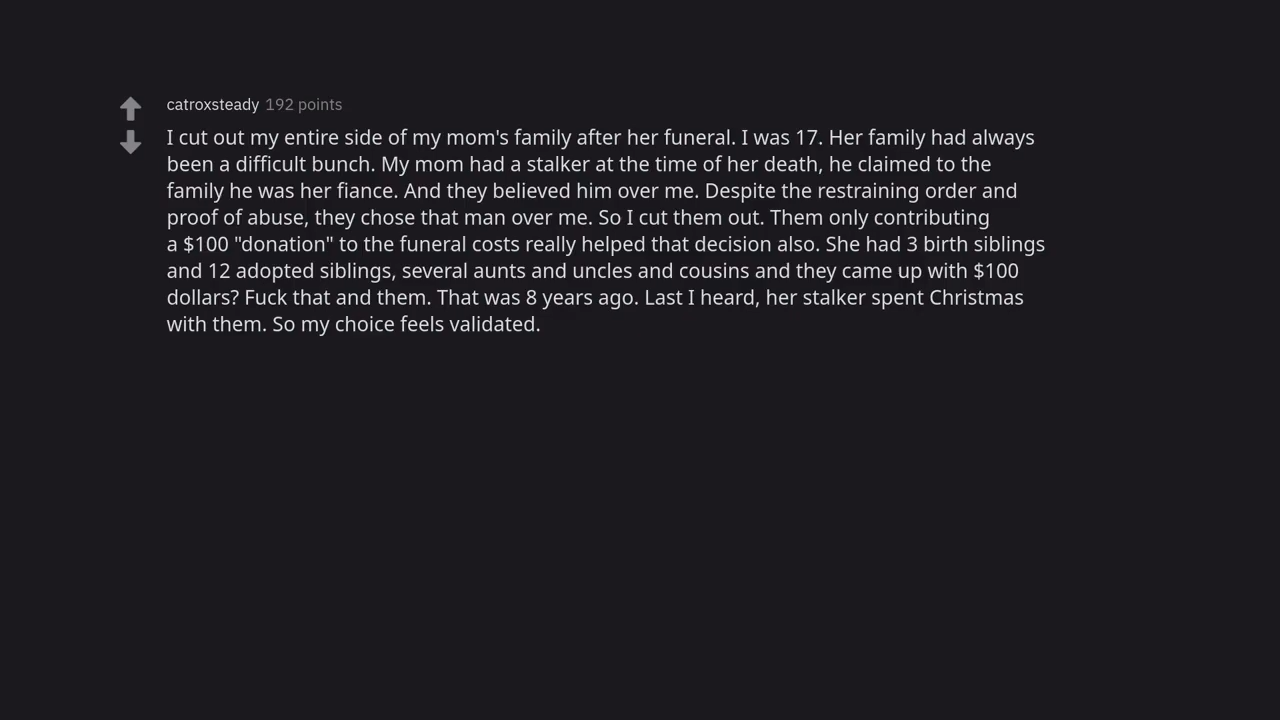 catroxsteady 192 points
I cut out my entire side of my mom's family after her funeral. I was 17. Her family had always
been a difficult bunch. My mom had a stalker at the time of her death, he claimed to the
family he was her fiance. And they believed him over me. Despite the restraining order and
proof of abuse, they chose that man over me. So I cut them out. Them only contributing
a $100 "donation" to the funeral costs really helped that decision also. She had 3 birth siblings
and 12 adopted siblings, several aunts and uncles and cousins and they came up with $100
dollars? Fuck that and them. That was 8 years ago. Last I heard, her stalker spent Christmas
with them. So my choice feels validated.